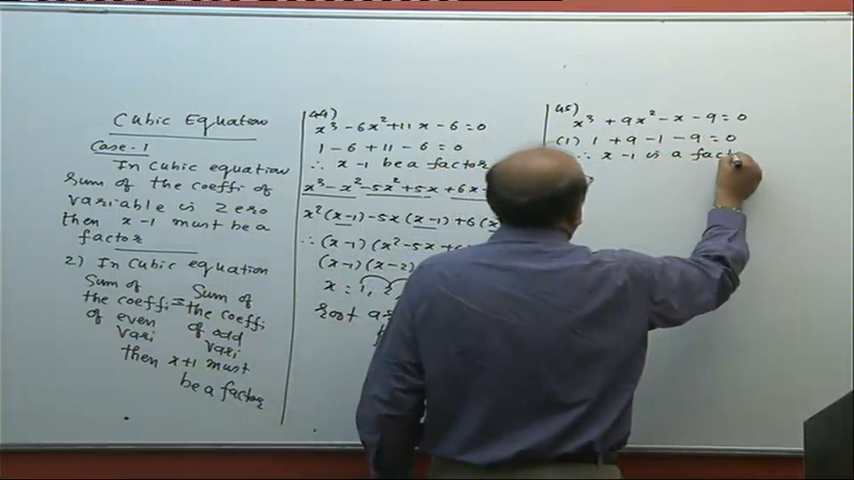 Cubic Equation
Case-1
In cubic equation
sum of the coeffi of
variable is zero
then x-1 must be a
factor
2) In Cubic equation
Sum of the coeffi of even vari = Sum of the coeffi of odd vari
then x+1 must
be a factor
44)
x³ - 6x² + 11x - 6 = 0
1 - 6 + 11 - 6 = 0
∴ x-1 be a factor
x³ - x² - 5x² + 5x + 6x
x² (x-1) - 5x (x-1) + 6 (x
∴ (x-1) (x² - 5x +
(x-1) (x-2)
x = 1, 2
root a
45)
x³ + 9x² - x - 9 = 0
(1) 1 + 9 - 1 - 9 = 0
∴ x-1 is a fact